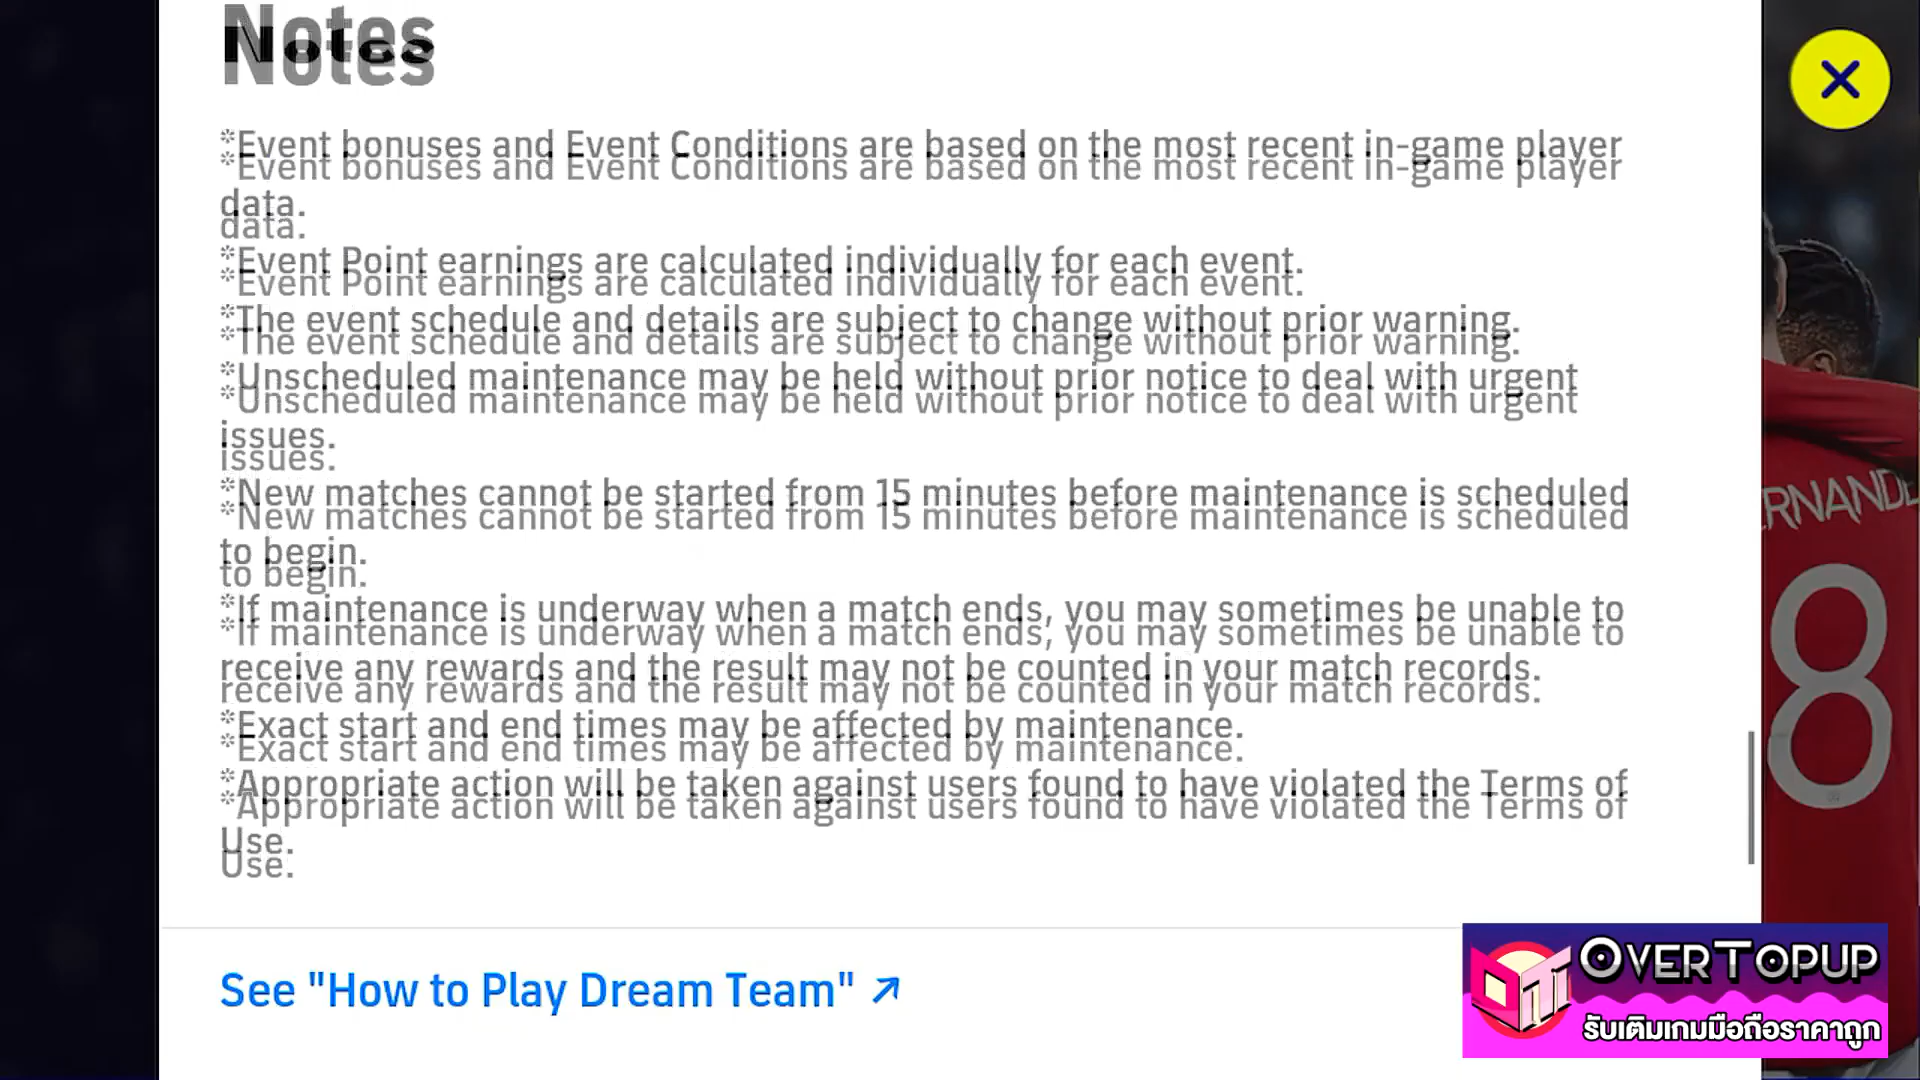 Notes
*Event bonuses and Event Conditions are based on the most recent in-game player
data.
*Event Point earnings are calculated individually for each event.
*The event schedule and details are subject to change without prior warning.
*Unscheduled maintenance may be held without prior notice to deal with urgent
issues.
*New matches cannot be started from 15 minutes before maintenance is scheduled
to begin.
*If maintenance is underway when a match ends, you may sometimes be unable to
receive any rewards and the result may not be counted in your match records.
*Exact start and end times may be affected by maintenance.
*Appropriate action will be taken against users found to have violated the Terms of
Use.
See "How to Play Dream Team" ↗
ERNAND
8
OTT
OVERTOPUP
รับเติมเกมมือถือราคาถูก